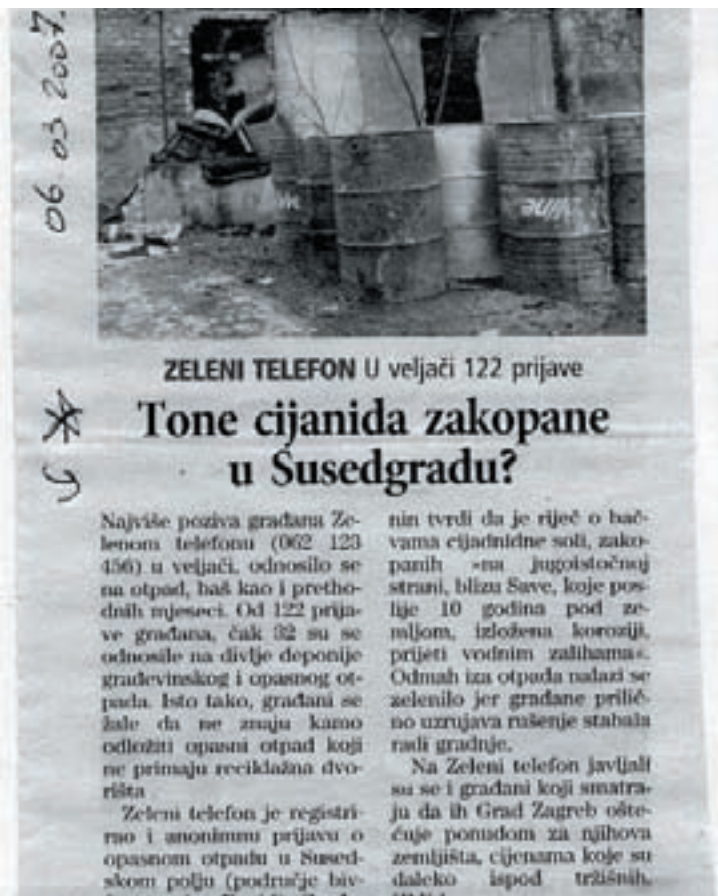 06 03 2007.
ZELENI TELEFON U veljači 122 prijave
Tone cijanida zakopane
u Susedgradu?
Najviše poziva građana Ze-
lenom telefonu (062 123
456) u veljači, odnosilo se
na otpad, baš kao i pretho-
dnih mjeseci. Od 122 prija-
ve građana, čak 32 su se
odnosile na divlje deponije
građevinskog i opasnog ot-
pada. Isto tako, građani se
žale da ne znaju kamo
odložiti opasni otpad koji
ne primaju reciklažna dvo-
rišta
Zeleni telefon je registri-
rao i anonimnu prijavu o
opasnom otpadu u Sused-
skom polju (područje biv-
nin tvrdi da je riječ o bač-
vama cijadnidne soli, zako-
panih »na jugoistočnoj
strani, blizu Save, koje pos-
lije 10 godina pod ze-
mljom, izložena koroziji,
prijeti vodnim zalihama«.
Odmah iza otpada nalazi se
zelenilo jer građane prilič-
no uzrujava rušenje stabala
radi gradnje.
Na Zeleni telefon javljali
su se i građani koji smatra-
ju da ih Grad Zagreb ošte-
ćuje ponudom za njihova
zemljišta, cijenama koje su
daleko ispod tržišnih.